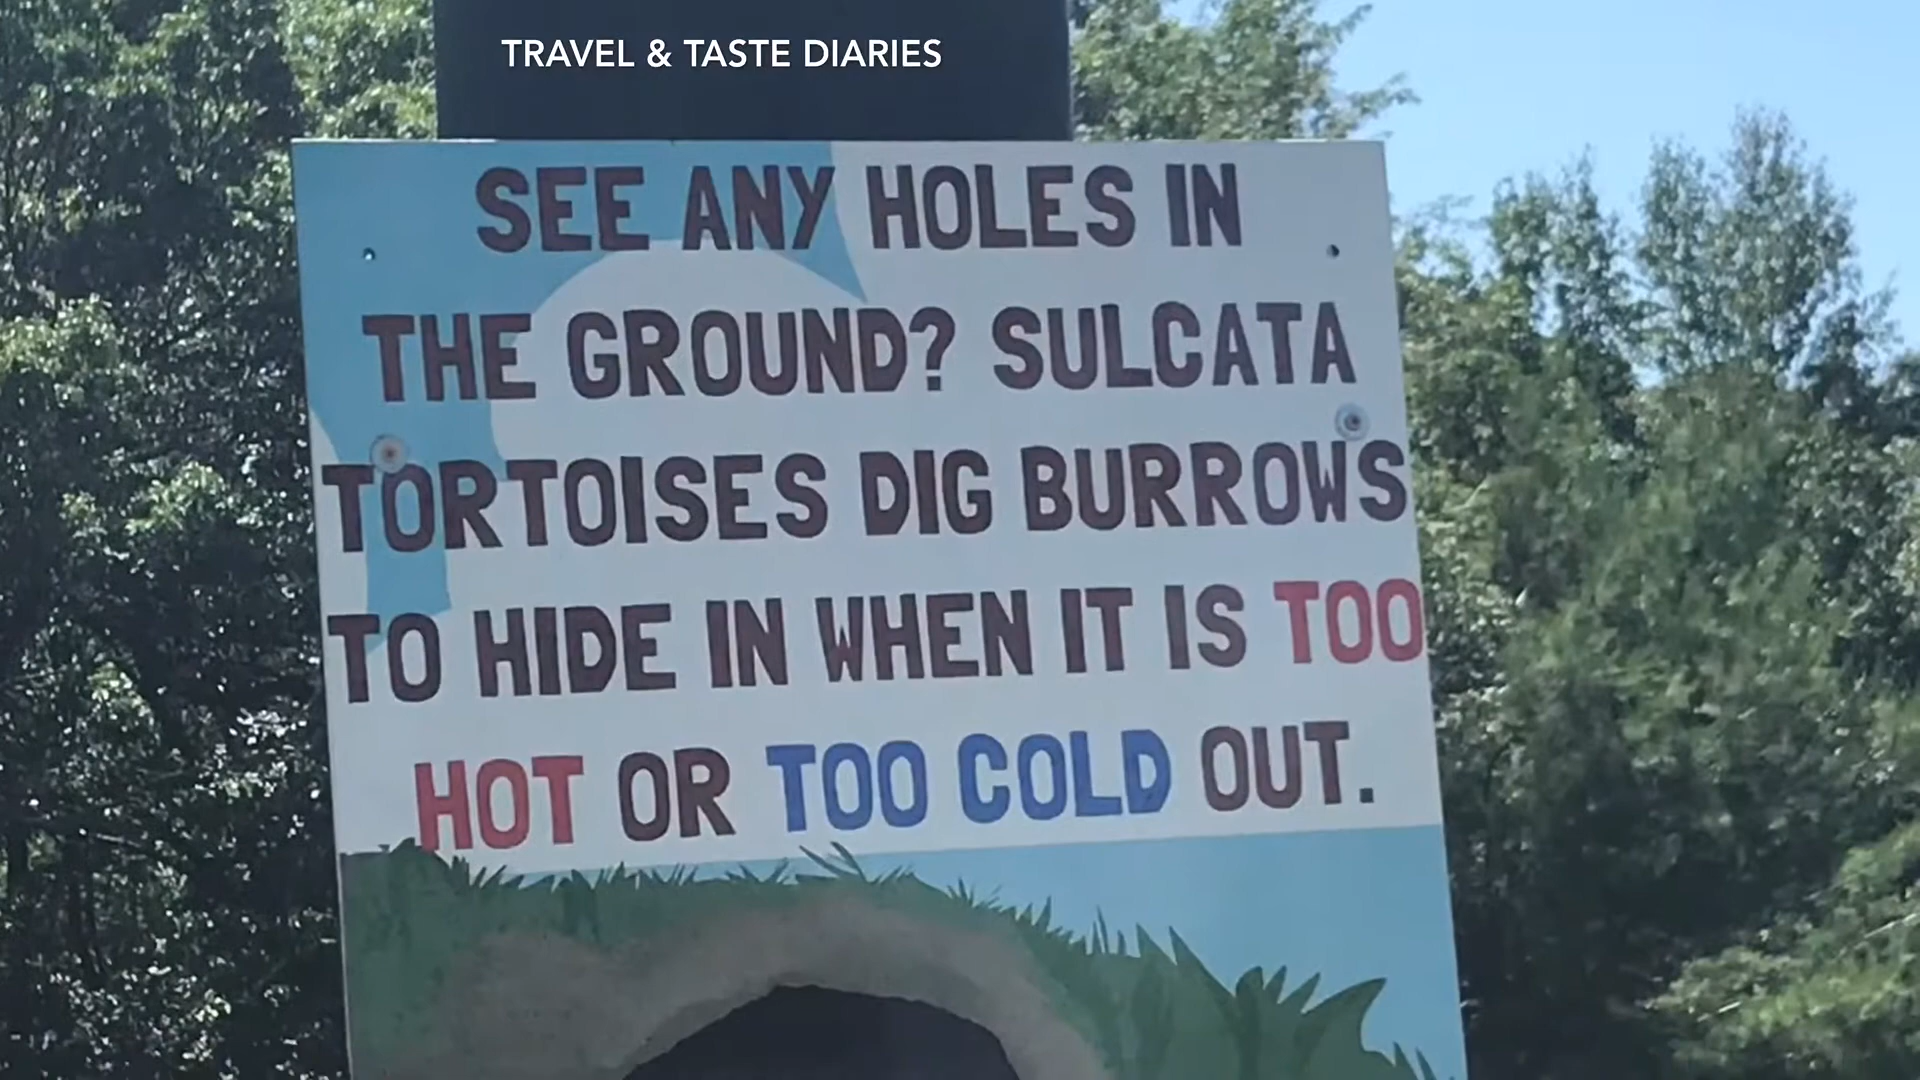 TRAVEL & TASTE DIARIES
SEE ANY HOLES IN
THE GROUND? SULCATA
TORTOISES DIG BURROWS
TO HIDE IN WHEN IT IS TOO
HOT OR TOO COLD OUT.